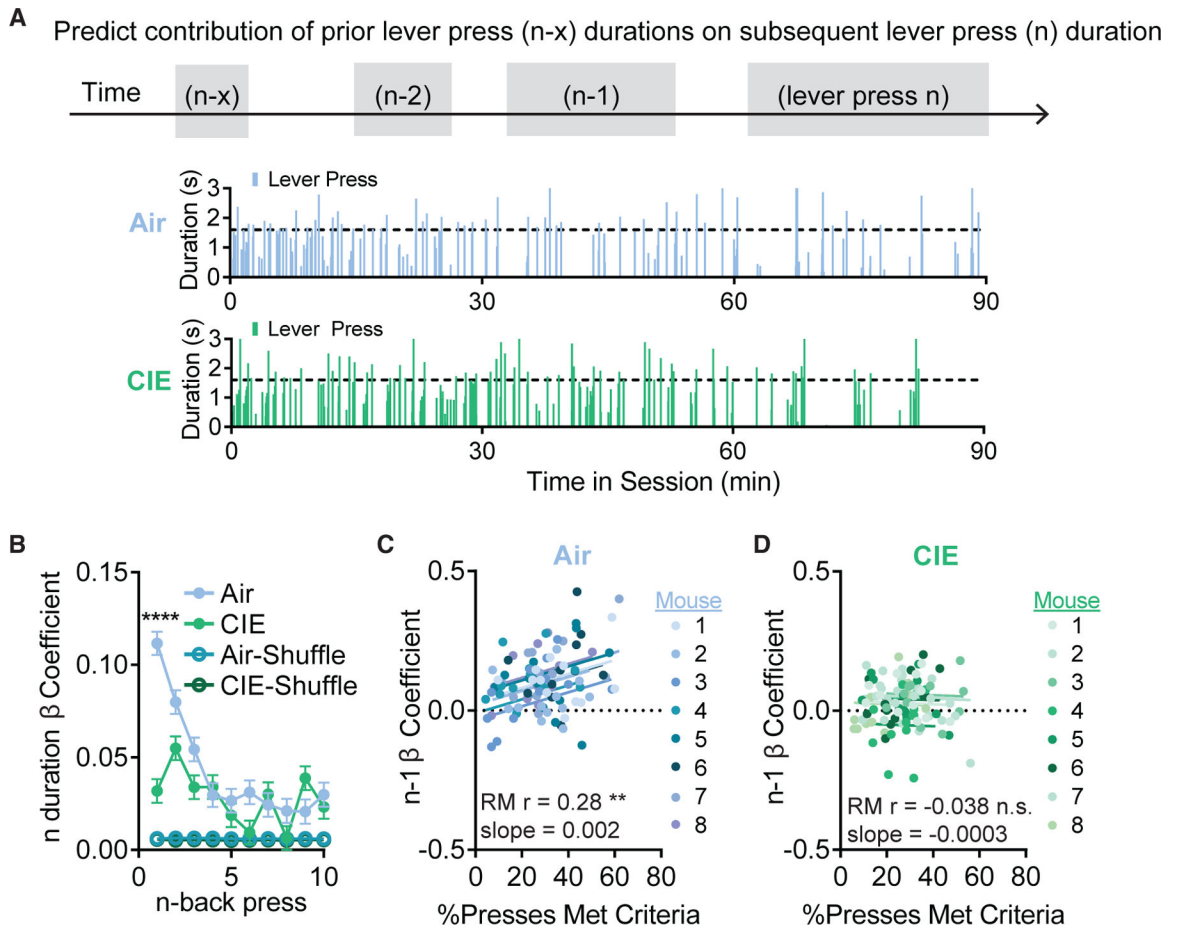 A
Predict contribution of prior lever press (n-x) durations on subsequent lever press (n) duration
Time
(n-x)
(n-2)
(n-1)
(lever press n)
Air
Duration (s)
Lever Press
3
2
1
0
0
30
60
90
CIE
Duration (s)
Lever Press
3
2
1
0
0
30
60
90
Time in Session (min)
B
n duration β Coefficient
0.15
0.10
0.05
0.00
****
Air
CIE
Air-Shuffle
CIE-Shuffle
0
5
10
n-back press
C
Air
n-1 β Coefficient
0.5
0.0
-0.5
RM r = 0.28 **
slope = 0.002
0
20
40
60
80
%Presses Met Criteria
Mouse
1
2
3
4
5
6
7
8
D
CIE
n-1 β Coefficient
0.5
0.0
-0.5
RM r = -0.038 n.s.
slope = -0.0003
0
20
40
60
80
%Presses Met Criteria
Mouse
1
2
3
4
5
6
7
8